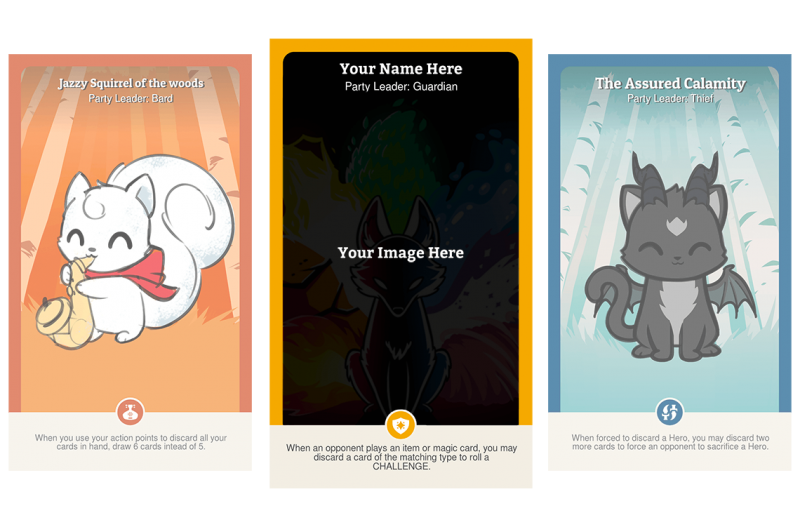 Jazzy Squirrel of the woods
Party Leader: Bard
When you use your action points to discard all your
cards in hand, draw 6 cards intead of 5.
Your Name Here
Party Leader: Guardian
Your Image Here
When an opponent plays an item or magic card, you may
discard a card of the matching type to roll a
CHALLENGE.
The Assured Calamity
Party Leader: Thief
When forced to discard a Hero, you may discard two
more cards to force an opponent to sacrifice a Hero.